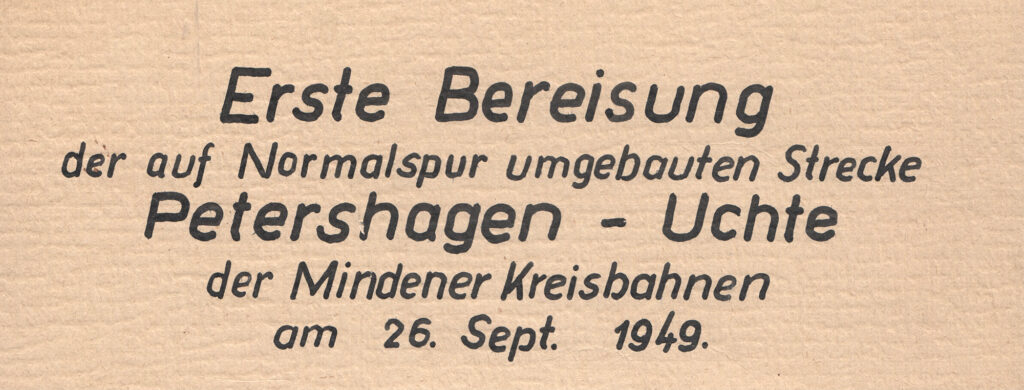 Erste Bereisung
der auf Normalspur umgebauten Strecke
Petershagen - Uchte
der Mindener Kreisbahnen
am 26. Sept. 1949.